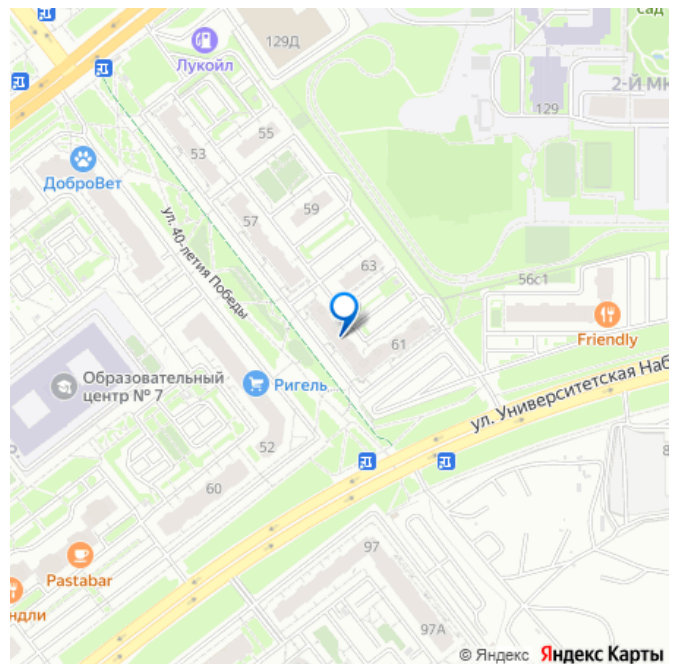 сад
Лукойл
129Д
2-Й МК
129
55
53
ДоброВет
59
57
ул. 40-летия Победы
63
56с1
61
Friendly
Образовательный
центр № 7
Ригель
ул. Университетская Наб
52
60
8
97
Pastabar
ндли
97А
© Яндекс Яндекс Карты